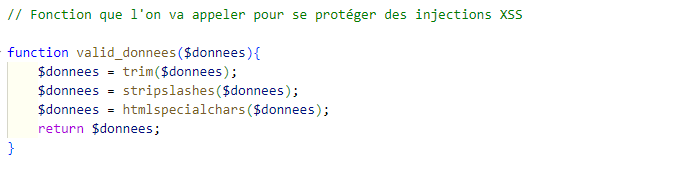 // Fonction que l'on va appeler pour se protéger des injections XSS
function valid_donnees($donnees){
$donnees = trim($donnees);
$donnees = stripslashes($donnees);
$donnees = htmlspecialchars($donnees);
return $donnees;
}